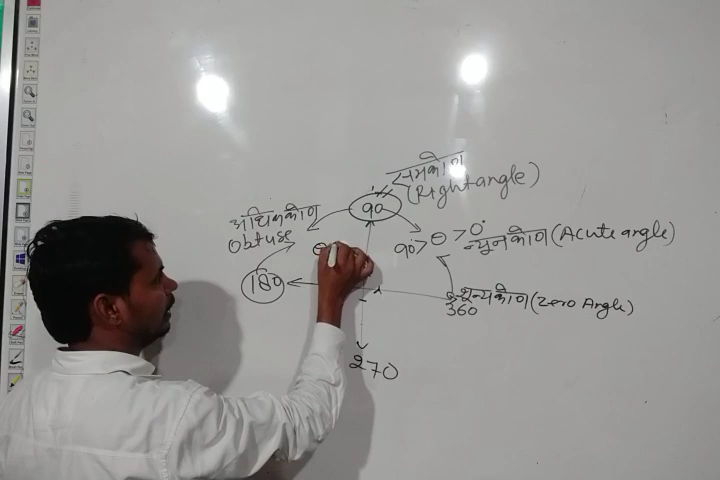 समकोण
(Right angle)
90
अधिककोण
Obtuse
90° > θ > 0°
न्यूनकोण (Acute angle)
θ
180
शून्यकोण (Zero Angle)
360
270